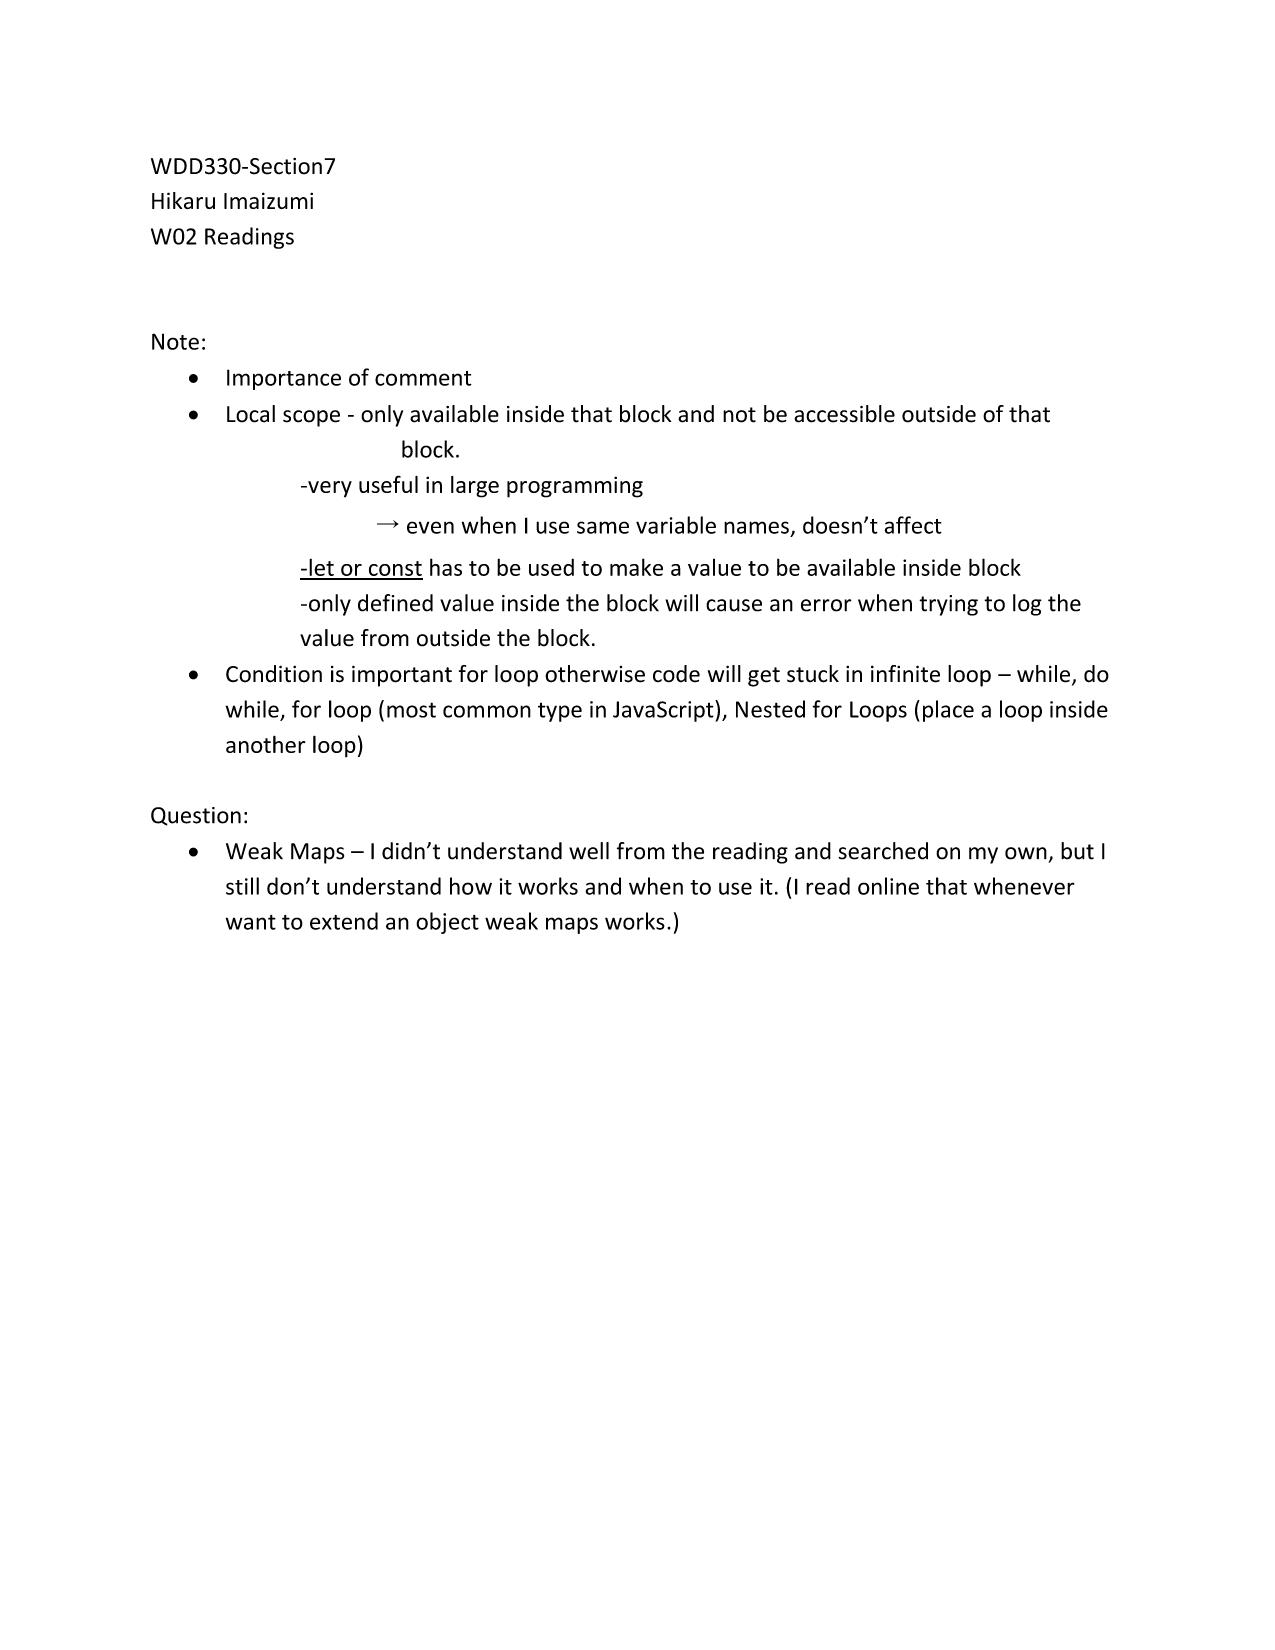 WDD330-Section7
Hikaru Imaizumi
W02 Readings
Note:
• Importance of comment
• Local scope - only available inside that block and not be accessible outside of that
block.
-very useful in large programming
→ even when I use same variable names, doesn’t affect
-let or const has to be used to make a value to be available inside block
-only defined value inside the block will cause an error when trying to log the
value from outside the block.
• Condition is important for loop otherwise code will get stuck in infinite loop – while, do
while, for loop (most common type in JavaScript), Nested for Loops (place a loop inside
another loop)
Question:
• Weak Maps – I didn’t understand well from the reading and searched on my own, but I
still don’t understand how it works and when to use it. (I read online that whenever
want to extend an object weak maps works.)